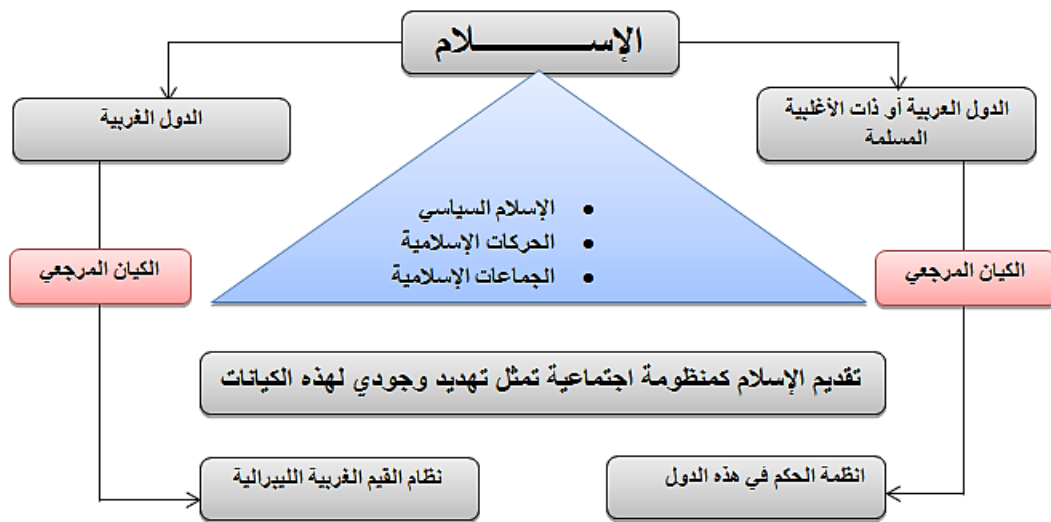 الإســـــــــــلام
الدول العربية أو ذات الأغلبية
المسلمة
الدول الغربية
الإسلام السياسي
الحركات الإسلامية
الجماعات الإسلامية
الكيان المرجعي
الكيان المرجعي
تقديم الإسلام كمنظومة اجتماعية تمثل تهديد وجودي لهذه الكيانات
انظمة الحكم في هذه الدول
نظام القيم الغربية الليبرالية